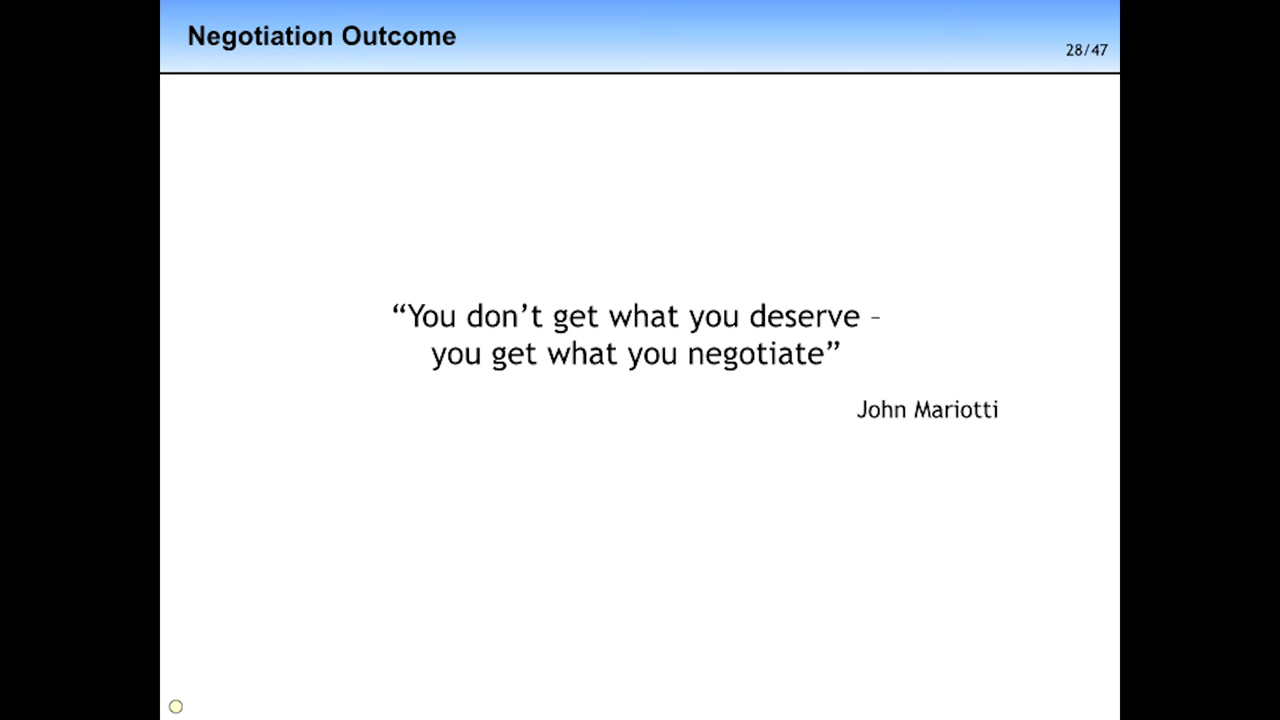 Negotiation Outcome
28/47
“You don’t get what you deserve –
you get what you negotiate”
John Mariotti